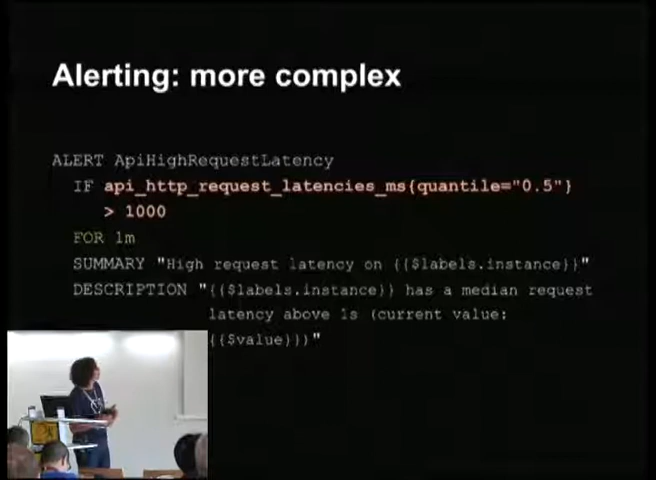 Alerting: more complex
ALERT ApiHighRequestLatency
IF api_http_request_latencies_ms{quantile="0.5"}
> 1000
FOR 1m
SUMMARY "High request latency on {{$labels.instance}}"
DESCRIPTION "{{$labels.instance}} has a median request
latency above 1s (current value:
{{$value}})"